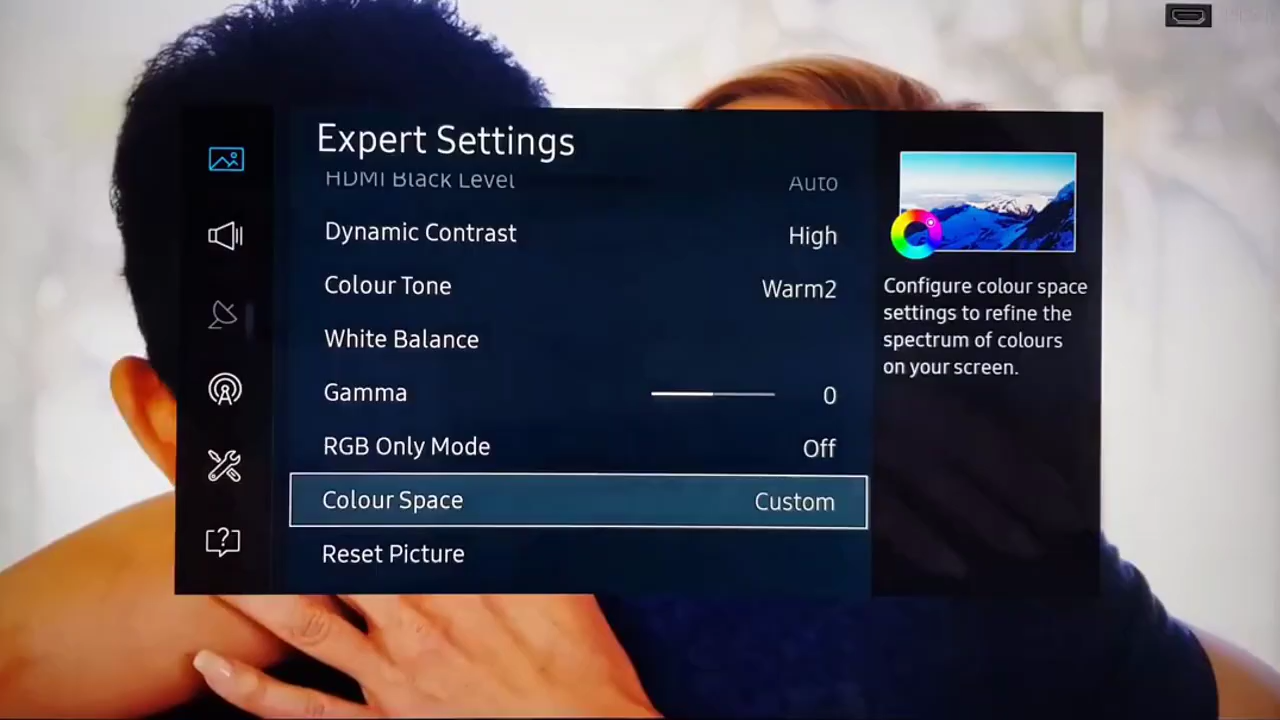 Expert Settings
HDMI Black Level Auto
Dynamic Contrast High
Colour Tone Warm2
White Balance
Gamma 0
RGB Only Mode Off
Colour Space Custom
Reset Picture
Configure colour space
settings to refine the
spectrum of colours
on your screen.